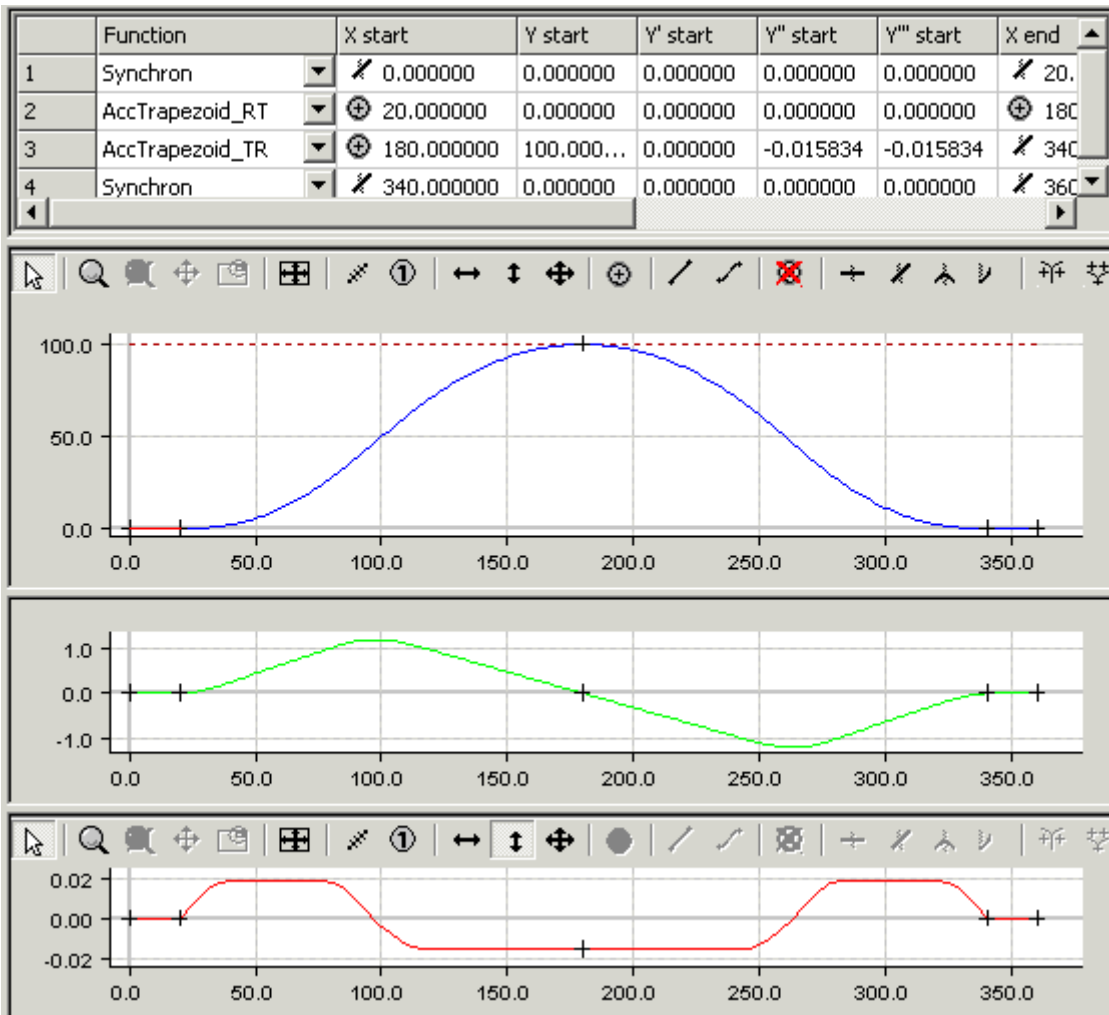 Function X start Y start Y' start Y'' start Y''' start X end
1 Synchron 0.000000 0.000000 0.000000 0.000000 0.000000 20.
2 AccTrapezoid_RT 20.000000 0.000000 0.000000 0.000000 0.000000 180
3 AccTrapezoid_TR 180.000000 100.000... 0.000000 -0.015834 -0.015834 340
4 Synchron 340.000000 0.000000 0.000000 0.000000 0.000000 360
1
100.0
50.0
0.0
0.0 50.0 100.0 150.0 200.0 250.0 300.0 350.0
1.0
0.0
-1.0
0.0 50.0 100.0 150.0 200.0 250.0 300.0 350.0
1
0.02
0.00
-0.02
0.0 50.0 100.0 150.0 200.0 250.0 300.0 350.0